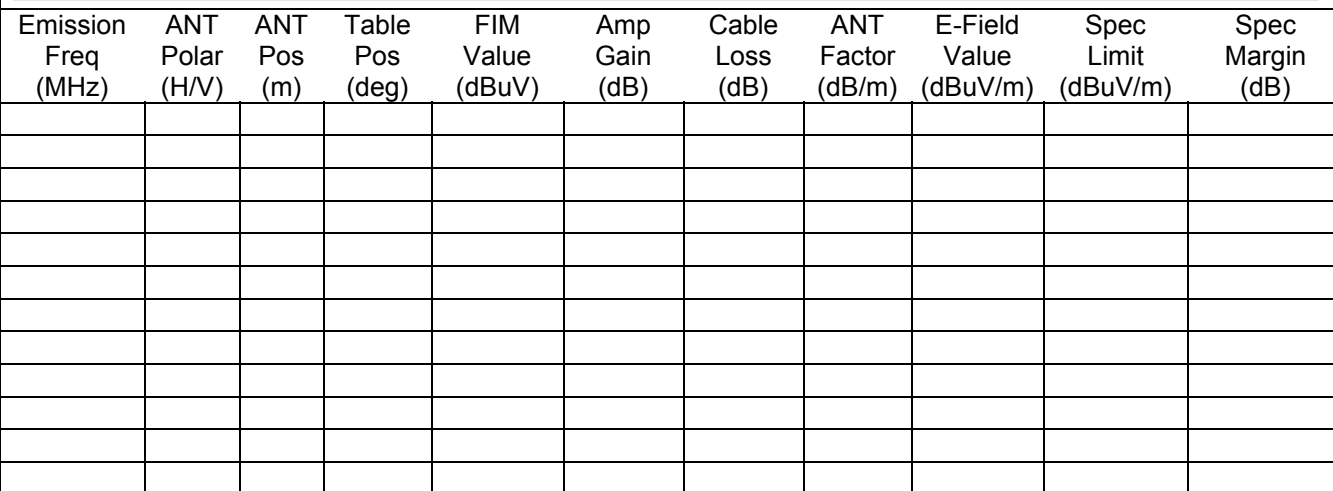 Emission ANT ANT Table FIM Amp Cable ANT E-Field Spec Spec
Freq Polar Pos Pos Value Gain Loss Factor Value Limit Margin
(MHz) (H/V) (m) (deg) (dBuV) (dB) (dB) (dB/m) (dBuV/m) (dBuV/m) (dB)